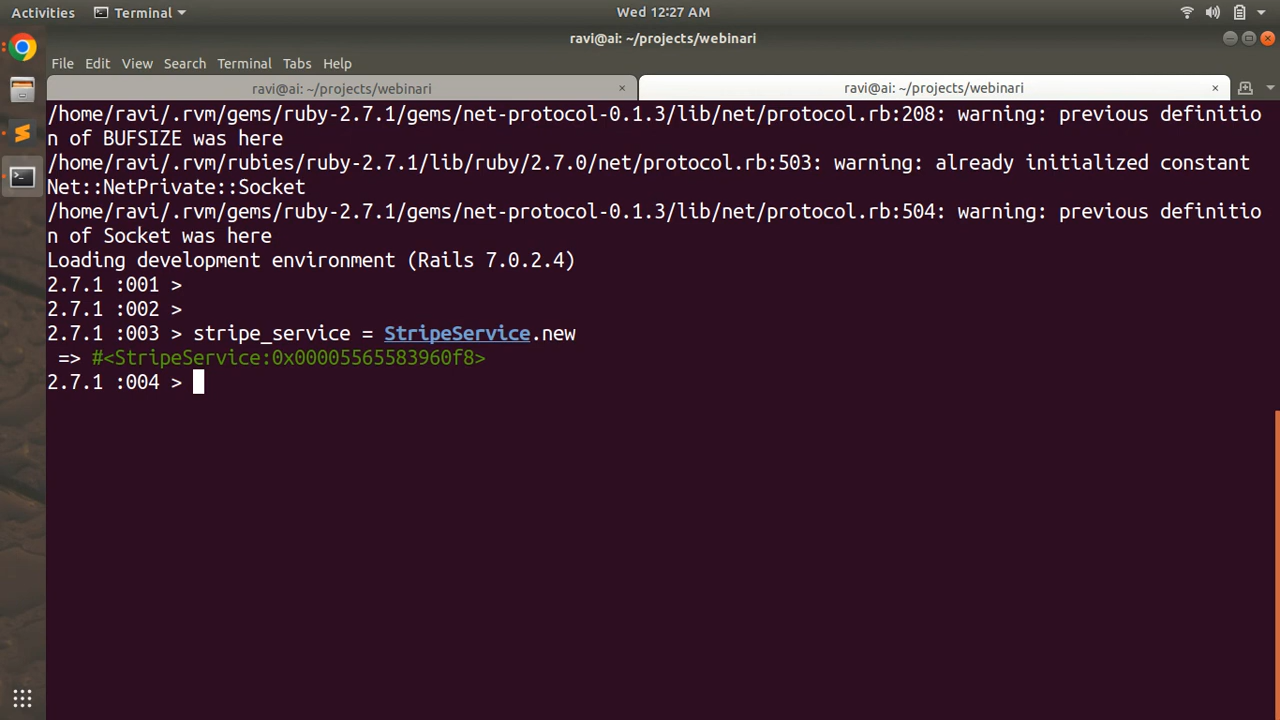 Activities Terminal Wed 12:27 AM
ravi@ai: ~/projects/webinari
File Edit View Search Terminal Tabs Help
ravi@ai: ~/projects/webinari × ravi@ai: ~/projects/webinari ×
/home/ravi/.rvm/gems/ruby-2.7.1/gems/net-protocol-0.1.3/lib/net/protocol.rb:208: warning: previous definitio
n of BUFSIZE was here
/home/ravi/.rvm/rubies/ruby-2.7.1/lib/ruby/2.7.0/net/protocol.rb:503: warning: already initialized constant
Net::NetPrivate::Socket
/home/ravi/.rvm/gems/ruby-2.7.1/gems/net-protocol-0.1.3/lib/net/protocol.rb:504: warning: previous definitio
n of Socket was here
Loading development environment (Rails 7.0.2.4)
2.7.1 :001 >
2.7.1 :002 >
2.7.1 :003 > stripe_service = StripeService.new
=> #<StripeService:0x00005565583960f8>
2.7.1 :004 >